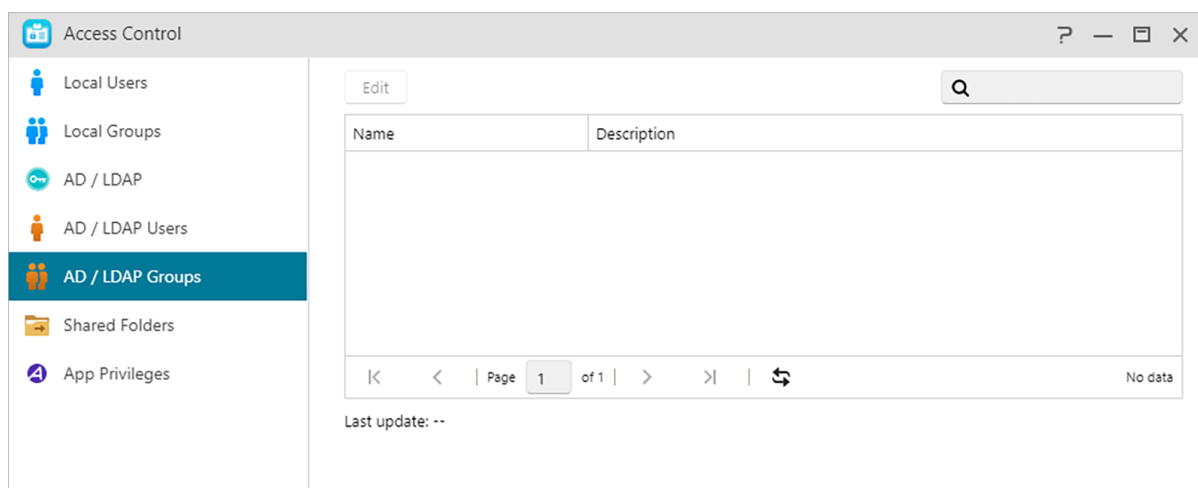 Access Control
Local Users
Local Groups
AD / LDAP
AD / LDAP Users
AD / LDAP Groups
Shared Folders
App Privileges
Edit
Name Description
Page 1 of 1 No data
Last update: --